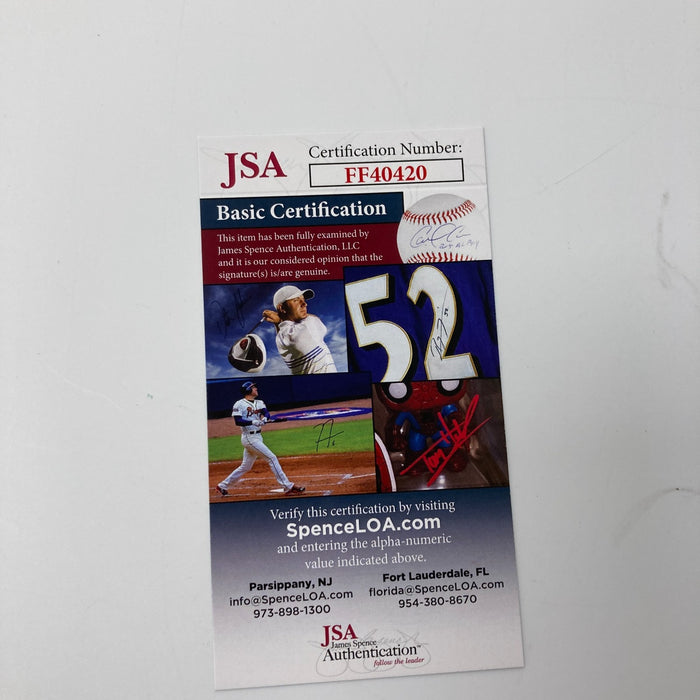 JSA
Certification Number:
FF40420
Basic Certification
This item has been fully examined by
James Spence Authentication, LLC
and it is our considered opinion that the
signature(s) is/are genuine.
52
Verify this certification by visiting
SpenceLOA.com
and entering the alpha-numeric
value indicated above.
Parsippany, NJ
info@SpenceLOA.com
973-898-1300
Fort Lauderdale, FL
florida@SpenceLOA.com
954-380-8670
JSA
James Spence
Authentication
follow the leader